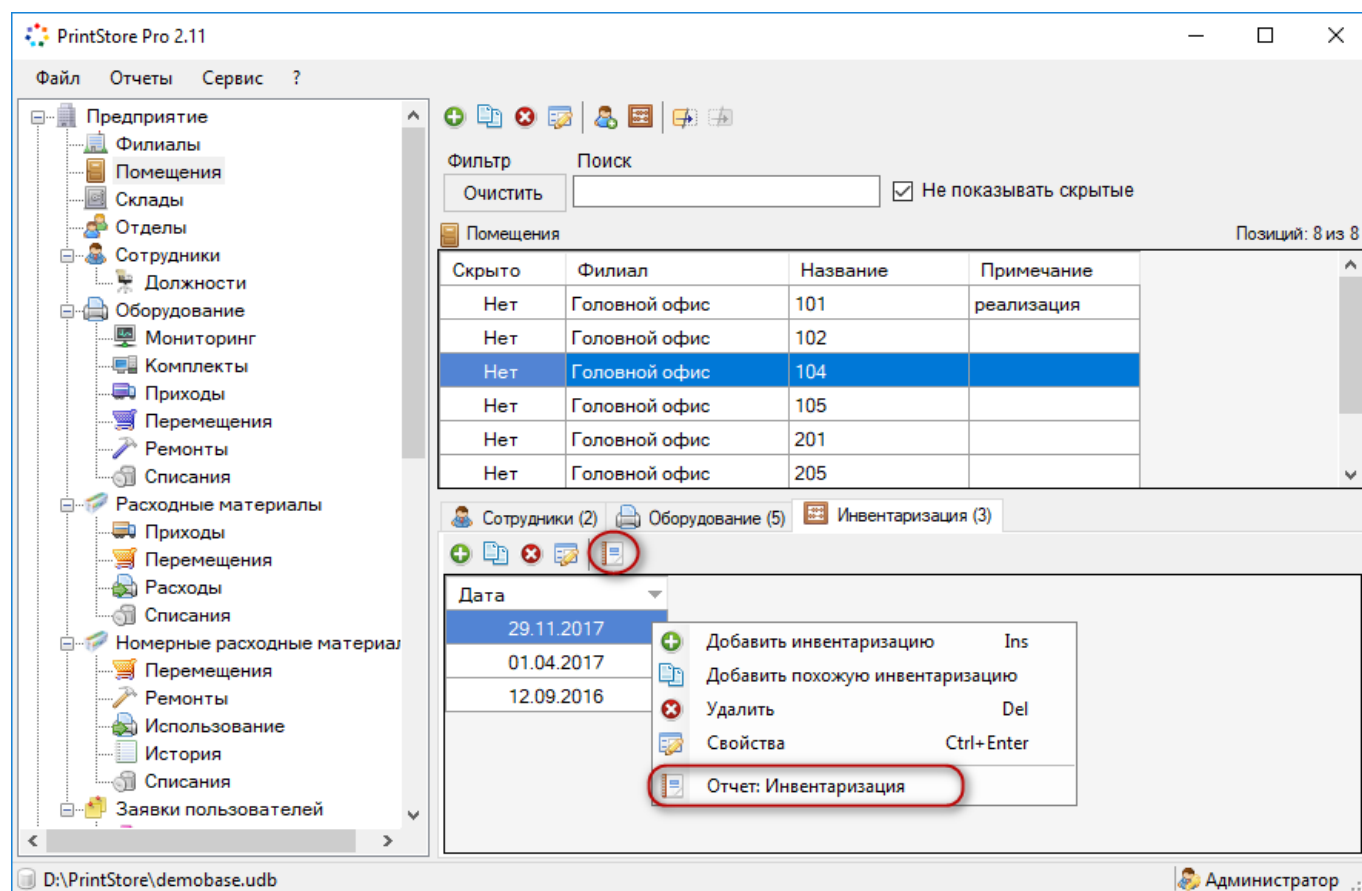 PrintStore Pro 2.11
Файл Отчеты Сервис ?
Предприятие
Филиалы
Помещения
Склады
Отделы
Сотрудники
Должности
Оборудование
Мониторинг
Комплекты
Приходы
Перемещения
Ремонты
Списания
Расходные материалы
Приходы
Перемещения
Расходы
Списания
Номерные расходные материал
Перемещения
Ремонты
Использование
История
Списания
Заявки пользователей
Фильтр Поиск
Очистить Не показывать скрытые
Помещения Позиций: 8 из 8
Скрыто Филиал Название Примечание
Нет Головной офис 101 реализация
Нет Головной офис 102
Нет Головной офис 104
Нет Головной офис 105
Нет Головной офис 201
Нет Головной офис 205
Сотрудники (2) Оборудование (5) Инвентаризация (3)
Дата
29.11.2017
01.04.2017
12.09.2016
Добавить инвентаризацию Ins
Добавить похожую инвентаризацию
Удалить Del
Свойства Ctrl+Enter
Отчет: Инвентаризация
D:\PrintStore\demobase.udb Администратор